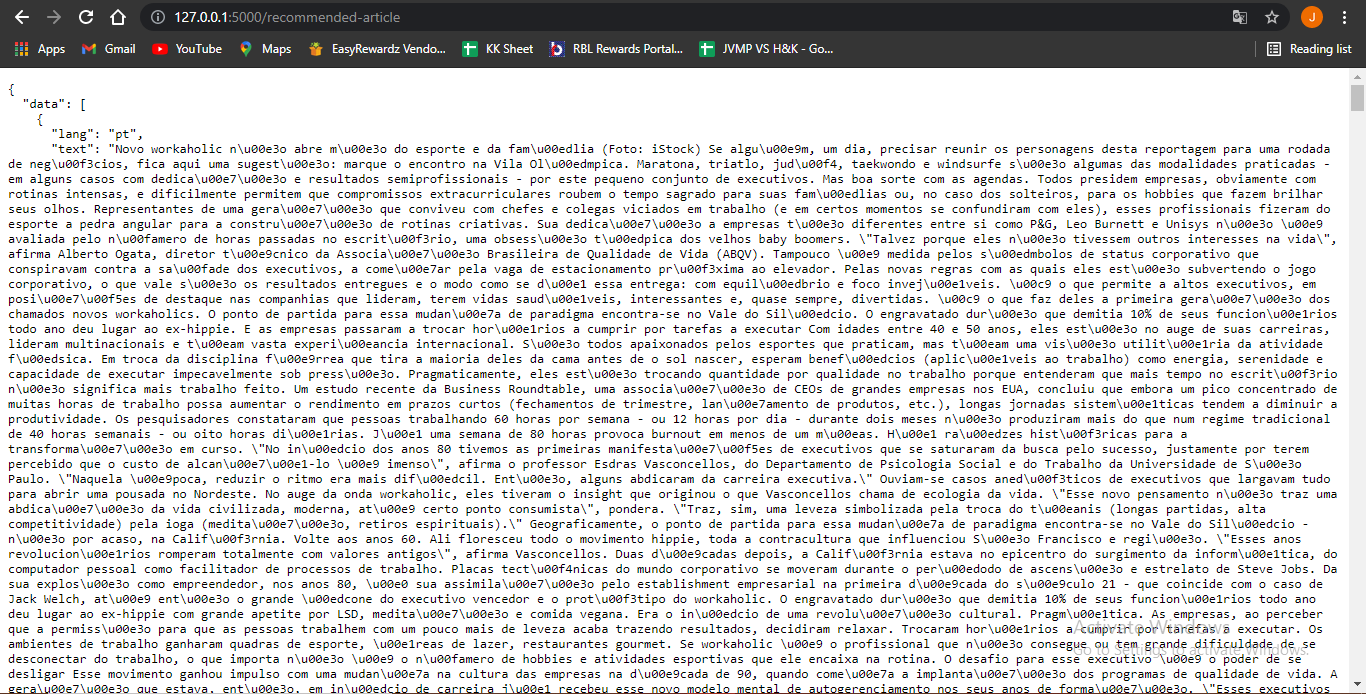 127.0.0.1:5000/recommended-article
J
Apps Gmail YouTube Maps EasyRewardz Vendo... KK Sheet RBL Rewards Portal... JVMP VS H&K - Go... Reading list
{
"data": [
{
"lang": "pt",
"text": "Novo workaholic n\u00e3o abre m\u00e3o do esporte e da fam\u00edlia (Foto: iStock) Se algu\u00e9m, um dia, precisar reunir os personagens desta reportagem para uma rodada
de neg\u00f3cios, fica aqui uma sugest\u00e3o: marque o encontro na Vila Ol\u00edmpica. Maratona, triatlo, jud\u00f4, taekwondo e windsurfe s\u00e3o algumas das modalidades praticadas -
em alguns casos com dedica\u00e7\u00e3o e resultados semiprofissionais - por este pequeno conjunto de executivos. Mas boa sorte com as agendas. Todos presidem empresas, obviamente com
rotinas intensas, e dificilmente permitem que compromissos extracurriculares roubem o tempo sagrado para suas fam\u00edlias ou, no caso dos solteiros, para os hobbies que fazem brilhar
seus olhos. Representantes de uma gera\u00e7\u00e3o que conviveu com chefes e colegas viciados em trabalho (e em certos momentos se confundiram com eles), esses profissionais fizeram do
esporte a pedra angular para a constru\u00e7\u00e3o de rotinas criativas. Sua dedica\u00e7\u00e3o a empresas t\u00e3o diferentes entre si como P&G, Leo Burnett e Unisys n\u00e3o \u00e9
avaliada pelo n\u00famero de horas passadas no escrit\u00f3rio, uma obsess\u00e3o t\u00edpica dos velhos baby boomers. \"Talvez porque eles n\u00e3o tivessem outros interesses na vida\",
afirma Alberto Ogata, diretor t\u00e9cnico da Associa\u00e7\u00e3o Brasileira de Qualidade de Vida (ABQV). Tampouco \u00e9 medida pelos s\u00edmbolos de status corporativo que
conspiravam contra a sa\u00fade dos executivos, a come\u00e7ar pela vaga de estacionamento pr\u00f3xima ao elevador. Pelas novas regras com as quais eles est\u00e3o subvertendo o jogo
corporativo, o que vale s\u00e3o os resultados entregues e o modo como se d\u00e1 essa entrega: com equil\u00edbrio e foco invej\u00e1veis. \u00c9 o que permite a altos executivos, em
posi\u00e7\u00f5es de destaque nas companhias que lideram, terem vidas saud\u00e1veis, interessantes e, quase sempre, divertidas. \u00c9 o que faz deles a primeira gera\u00e7\u00e3o dos
chamados novos workaholics. O ponto de partida para essa mudan\u00e7a de paradigma encontra-se no Vale do Sil\u00edcio. O engravatado dur\u00e3o que demitia 10% de seus funcion\u00e1rios
todo ano deu lugar ao ex-hippie. E as empresas passaram a trocar hor\u00e1rios a cumprir por tarefas a executar Com idades entre 40 e 50 anos, eles est\u00e3o no auge de suas carreiras,
lideram multinacionais e t\u00eam vasta experi\u00eancia internacional. S\u00e3o todos apaixonados pelos esportes que praticam, mas t\u00eam uma vis\u00e3o utilit\u00e1ria da atividade
f\u00edsica. Em troca da disciplina f\u00e9rrea que tira a maioria deles da cama antes de o sol nascer, esperam benef\u00edcios (aplic\u00e1veis ao trabalho) como energia, serenidade e
capacidade de executar impecavelmente sob press\u00e3o. Pragmaticamente, eles est\u00e3o trocando quantidade por qualidade no trabalho porque entenderam que mais tempo no escrit\u00f3rio
n\u00e3o significa mais trabalho feito. Um estudo recente da Business Roundtable, uma associa\u00e7\u00e3o de CEOs de grandes empresas nos EUA, concluiu que embora um pico concentrado de
muitas horas de trabalho possa aumentar o rendimento em prazos curtos (fechamentos de trimestre, lan\u00e7amento de produtos, etc.), longas jornadas sistem\u00e1ticas tendem a diminuir a
produtividade. Os pesquisadores constataram que pessoas trabalhando 60 horas por semana - ou 12 horas por dia - durante dois meses n\u00e3o produziram mais do que num regime tradicional
de 40 horas semanais - ou oito horas di\u00e1rias. J\u00e1 uma semana de 80 horas provoca burnout em menos de um m\u00eas. H\u00e1 ra\u00edzes hist\u00f3ricas para a
transforma\u00e7\u00e3o em curso. \"No in\u00edcio dos anos 80 tivemos as primeiras manifesta\u00e7\u00f5es de executivos que se saturaram da busca pelo sucesso, justamente por terem
percebido que o custo de alcan\u00e7\u00e1-lo \u00e9 imenso\", afirma o professor Esdras Vasconcellos, do Departamento de Psicologia Social e do Trabalho da Universidade de S\u00e3o
Paulo. \"Naquela \u00e9poca, reduzir o ritmo era mais dif\u00edcil. Ent\u00e3o, alguns abdicaram da carreira executiva.\" Ouviam-se casos aned\u00f3ticos de executivos que largavam tudo
para abrir uma pousada no Nordeste. No auge da onda workaholic, eles tiveram o insight que originou o que Vasconcellos chama de ecologia da vida. \"Esse novo pensamento n\u00e3o traz uma
abdica\u00e7\u00e3o da vida civilizada, moderna, at\u00e9 certo ponto consumista\", pondera. \"Traz, sim, uma leveza simbolizada pela troca do t\u00eanis (longas partidas, alta
competitividade) pela ioga (medita\u00e7\u00e3o, retiros espirituais).\" Geograficamente, o ponto de partida para essa mudan\u00e7a de paradigma encontra-se no Vale do Sil\u00edcio -
n\u00e3o por acaso, na Calif\u00f3rnia. Volte aos anos 60. Ali floresceu todo o movimento hippie, toda a contracultura que influenciou S\u00e3o Francisco e regi\u00e3o. \"Esses anos
revolucion\u00e1rios romperam totalmente com valores antigos\", afirma Vasconcellos. Duas d\u00e9cadas depois, a Calif\u00f3rnia estava no epicentro do surgimento da inform\u00e1tica, do
computador pessoal como facilitador de processos de trabalho. Placas tect\u00f4nicas do mundo corporativo se moveram durante o per\u00edodo de ascens\u00e3o e estrelato de Steve Jobs. Da
sua explos\u00e3o como empreendedor, nos anos 80, \u00e0 sua assimila\u00e7\u00e3o pelo establishment empresarial na primeira d\u00e9cada do s\u00e9culo 21 - que coincide com o caso de
Jack Welch, at\u00e9 ent\u00e3o o grande \u00edcone do executivo vencedor e o prot\u00f3tipo do workaholic. O engravatado dur\u00e3o que demitia 10% de seus funcion\u00e1rios todo ano
deu lugar ao ex-hippie com grande apetite por LSD, medita\u00e7\u00e3o e comida vegana. Era o in\u00edcio de uma revolu\u00e7\u00e3o cultural. Pragm\u00e1tica. As empresas, ao perceber
que a permiss\u00e3o para que as pessoas trabalhem com um pouco mais de leveza acaba trazendo resultados, decidiram relaxar. Trocaram hor\u00e1rios a cumprir por tarefas a executar. Os
ambientes de trabalho ganharam quadras de esporte, \u00e1reas de lazer, restaurantes gourmet. se workaholic \u00e9 o profissional que n\u00e3o consegue ou tem grande dificuldade de se
desconectar do trabalho, o que importa n\u00e3o \u00e9 o n\u00famero de hobbies e atividades esportivas que ele encaixa na rotina. O desafio para esse executivo \u00e9 o poder de se
desligar Esse movimento ganhou impulso com uma mudan\u00e7a na cultura das empresas na d\u00e9cada de 90, quando come\u00e7a a implanta\u00e7\u00e3o dos programas de qualidade de vida. A
gera\u00e7\u00e3o que estava, ent\u00e3o, em in\u00edcio de carreira j\u00e1 recebeu esse novo modelo mental de autogerenciamento nos seus anos de forma\u00e7\u00e3o. \"Esses executivos
Activate Windows
Go to Settings to activate Windows.